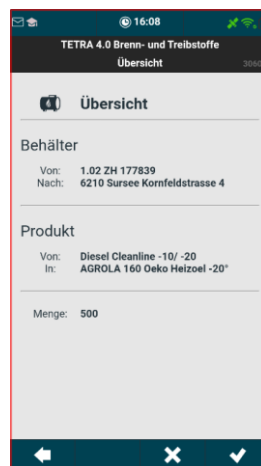 16:08
TETRA 4.0 Brenn- und Treibstoffe
Übersicht
3060
Übersicht
Behälter
Von: 1.02 ZH 177839
Nach: 6210 Sursee Kornfeldstrasse 4
Produkt
Von: Diesel Cleanline -10/ -20
In: AGROLA 160 Oeko Heizoel -20°
Menge: 500